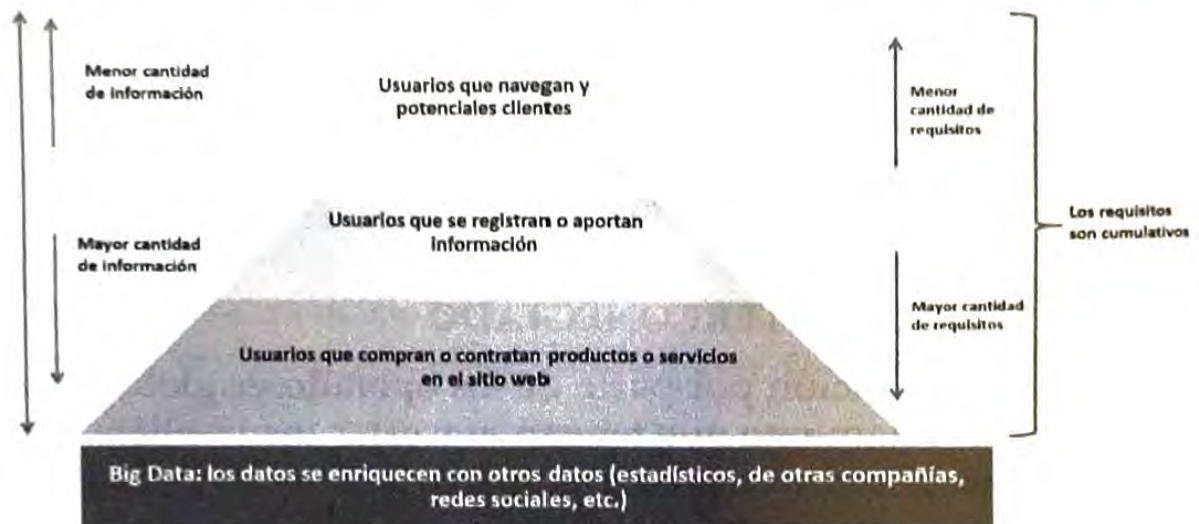 Menor cantidad
de información
Usuarios que navegan y
potenciales clientes
Menor
cantidad de
requisitos
Usuarios que se registran o aportan
información
Mayor cantidad
de información
Los requisitos
son cumulativos
Mayor cantidad
de requisitos
Usuarios que compran o contratan productos o servicios
en el sitio web
Big Data: los datos se enriquecen con otros datos (estadísticos, de otras compañías,
redes sociales, etc.)